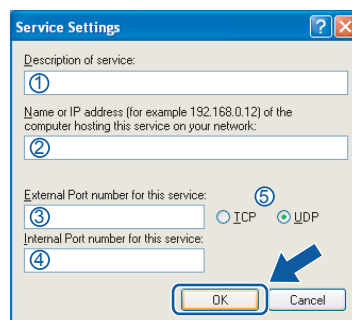 Service Settings
Description of service:
①
Name or IP address (for example 192.168.0.12) of the
computer hosting this service on your network:
②
External Port number for this service:
⑤
③
TCP
UDP
Internal Port number for this service:
④
OK
Cancel